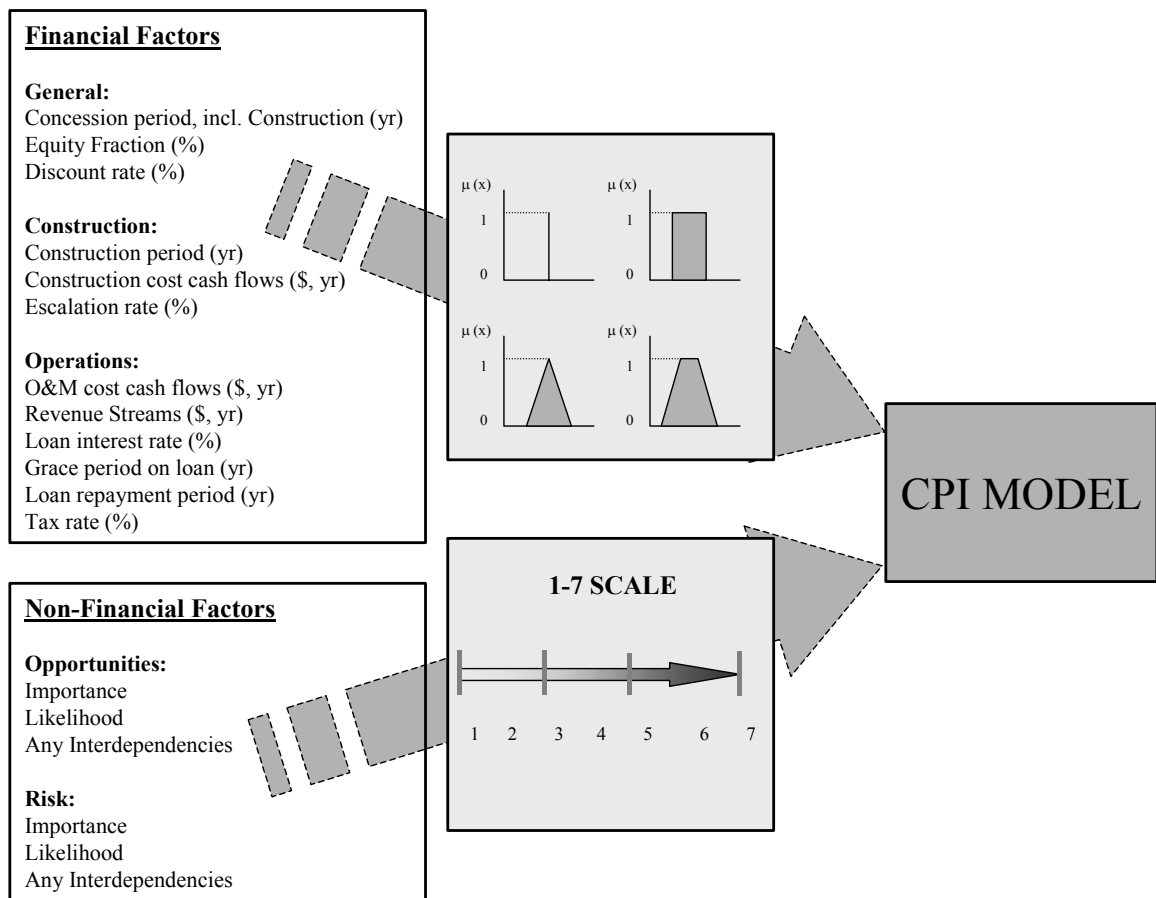 Financial Factors
General:
Concession period, incl. Construction (yr)
Equity Fraction (%)
Discount rate (%)
Construction:
Construction period (yr)
Construction cost cash flows ($, yr)
Escalation rate (%)
Operations:
O&M cost cash flows ($, yr)
Revenue Streams ($, yr)
Loan interest rate (%)
Grace period on loan (yr)
Loan repayment period (yr)
Tax rate (%)
μ (x)
1
0
μ (x)
1
0
μ (x)
1
0
μ (x)
1
0
CPI MODEL
Non-Financial Factors
Opportunities:
Importance
Likelihood
Any Interdependencies
Risk:
Importance
Likelihood
Any Interdependencies
1-7 SCALE
1 2 3 4 5 6 7